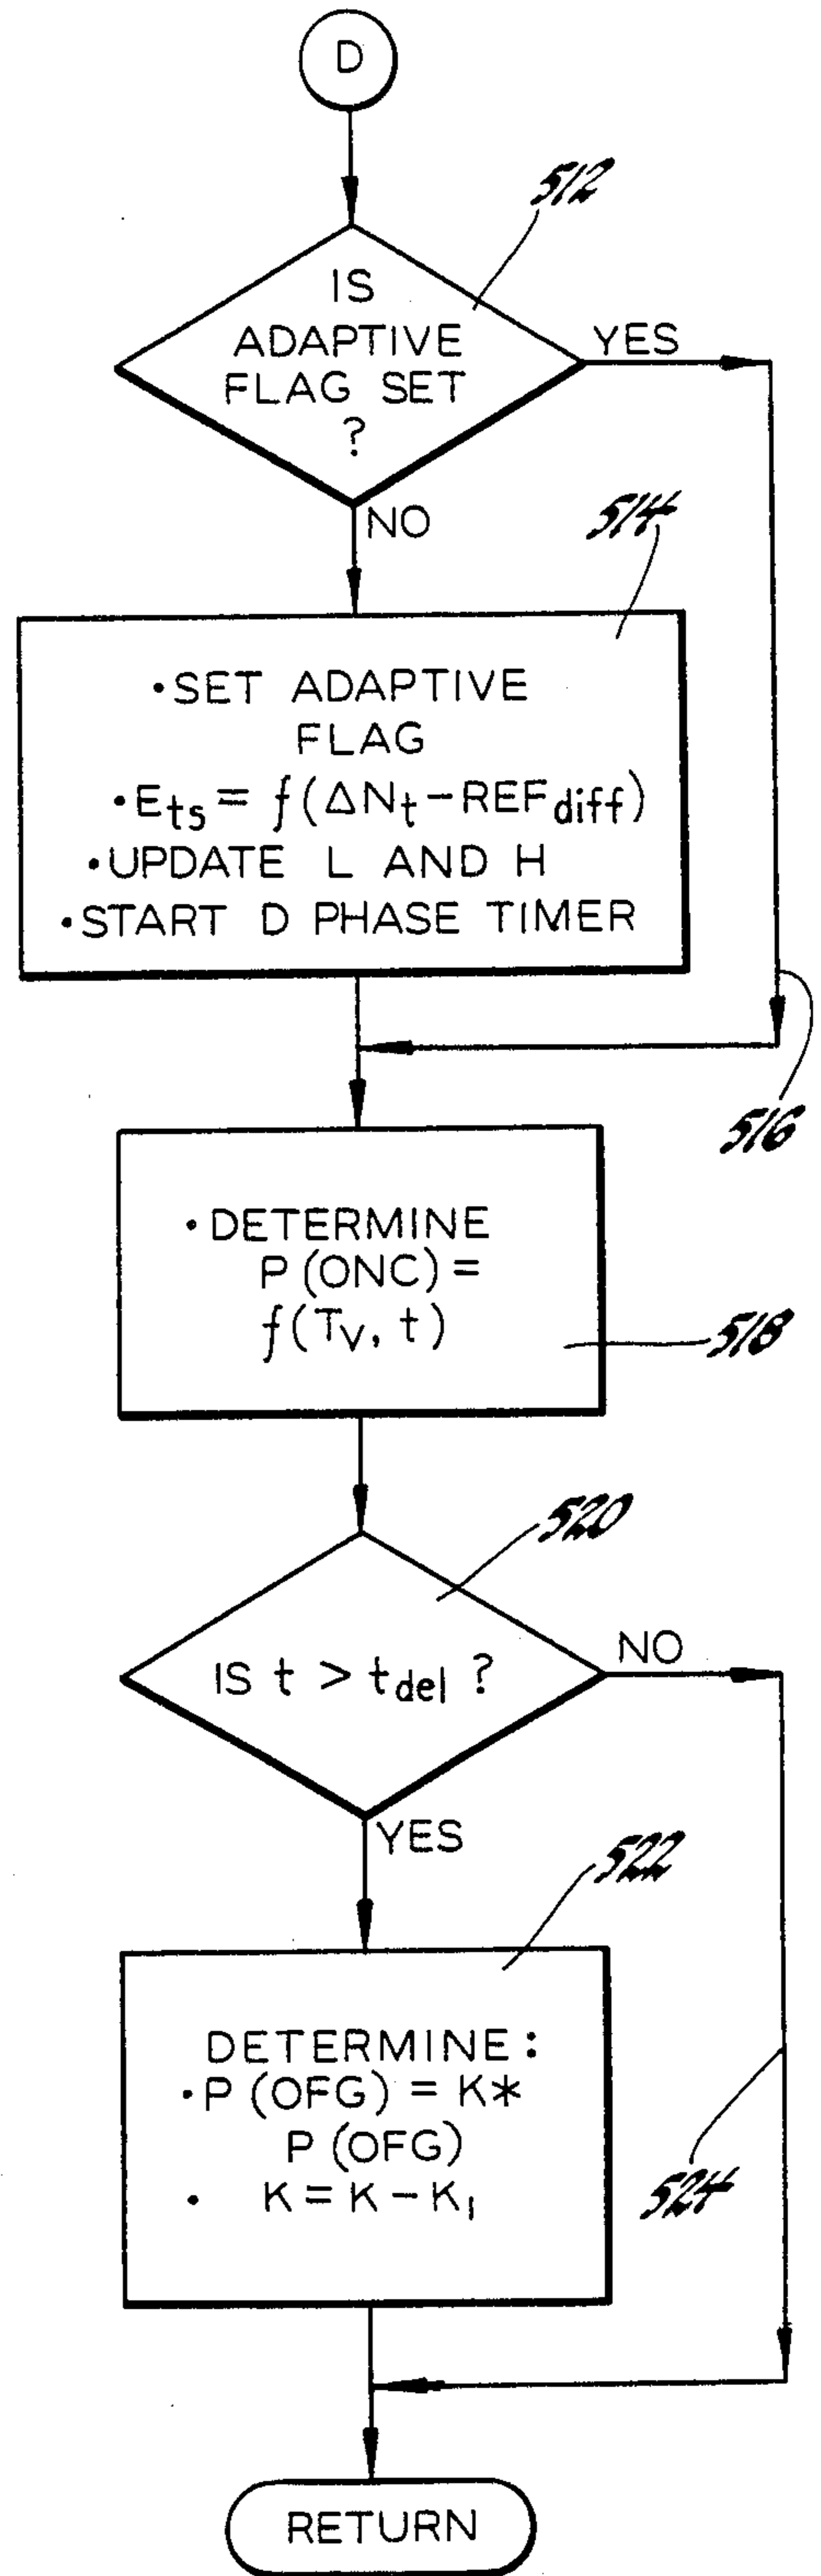 D
512
IS
ADAPTIVE
FLAG SET
?
YES
NO
514
•SET ADAPTIVE
FLAG
•Ets = f(ΔNt-REFdiff)
•UPDATE L AND H
•START D PHASE TIMER
516
•DETERMINE
P(ONC) =
f(Tv, t)
518
520
IS t > tdel ?
NO
YES
522
DETERMINE:
•P(OFG) = K*
P(OFG)
• K = K - K1
524
RETURN